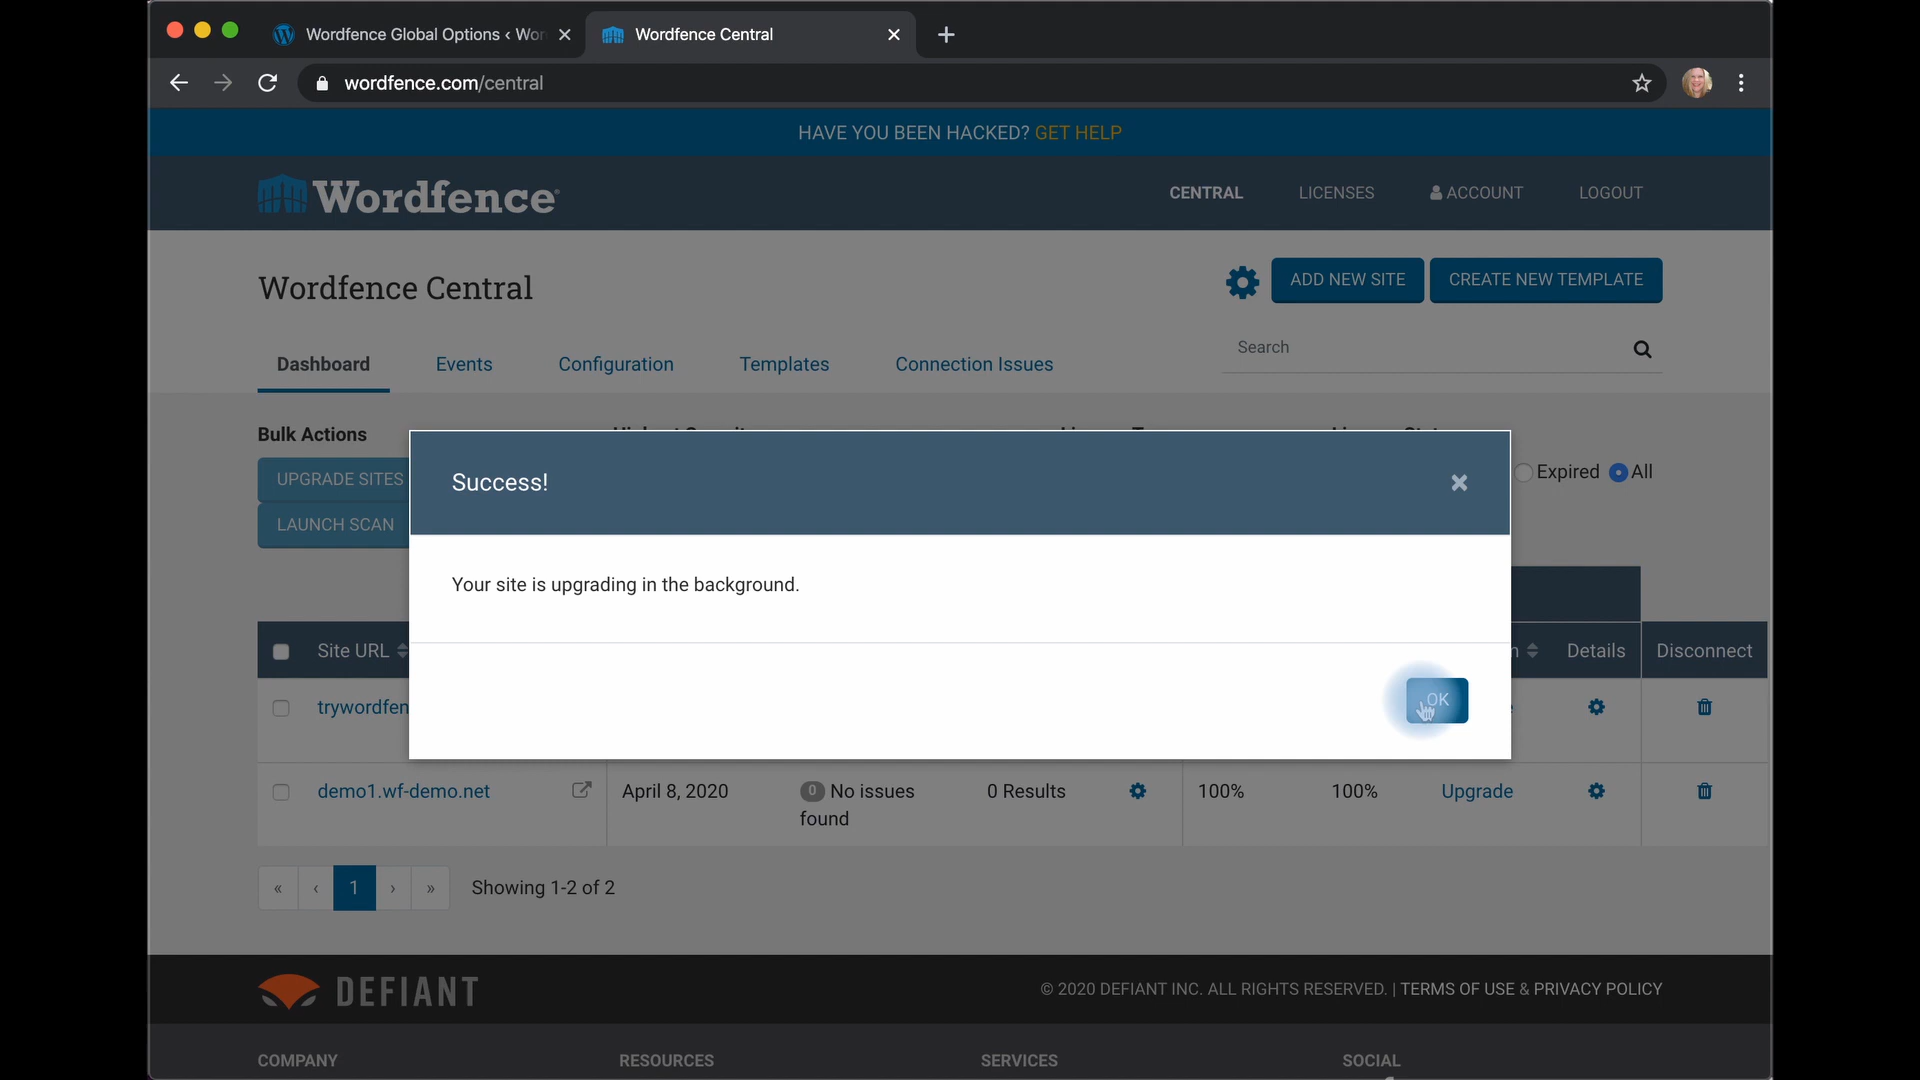 Wordfence Global Options ‹ Wor
Wordfence Central
wordfence.com/central
HAVE YOU BEEN HACKED? GET HELP
Wordfence
CENTRAL
LICENSES
ACCOUNT
LOGOUT
Wordfence Central
ADD NEW SITE
CREATE NEW TEMPLATE
Search
Dashboard
Events
Configuration
Templates
Connection Issues
Bulk Actions
UPGRADE SITES
LAUNCH SCAN
Expired
All
Success!
Your site is upgrading in the background.
OK
Site URL
Details
Disconnect
trywordfen
demo1.wf-demo.net
April 8, 2020
0 No issues
found
0 Results
100%
100%
Upgrade
« ‹ 1 › »
Showing 1-2 of 2
DEFIANT
© 2020 DEFIANT INC. ALL RIGHTS RESERVED. | TERMS OF USE & PRIVACY POLICY
COMPANY
RESOURCES
SERVICES
SOCIAL